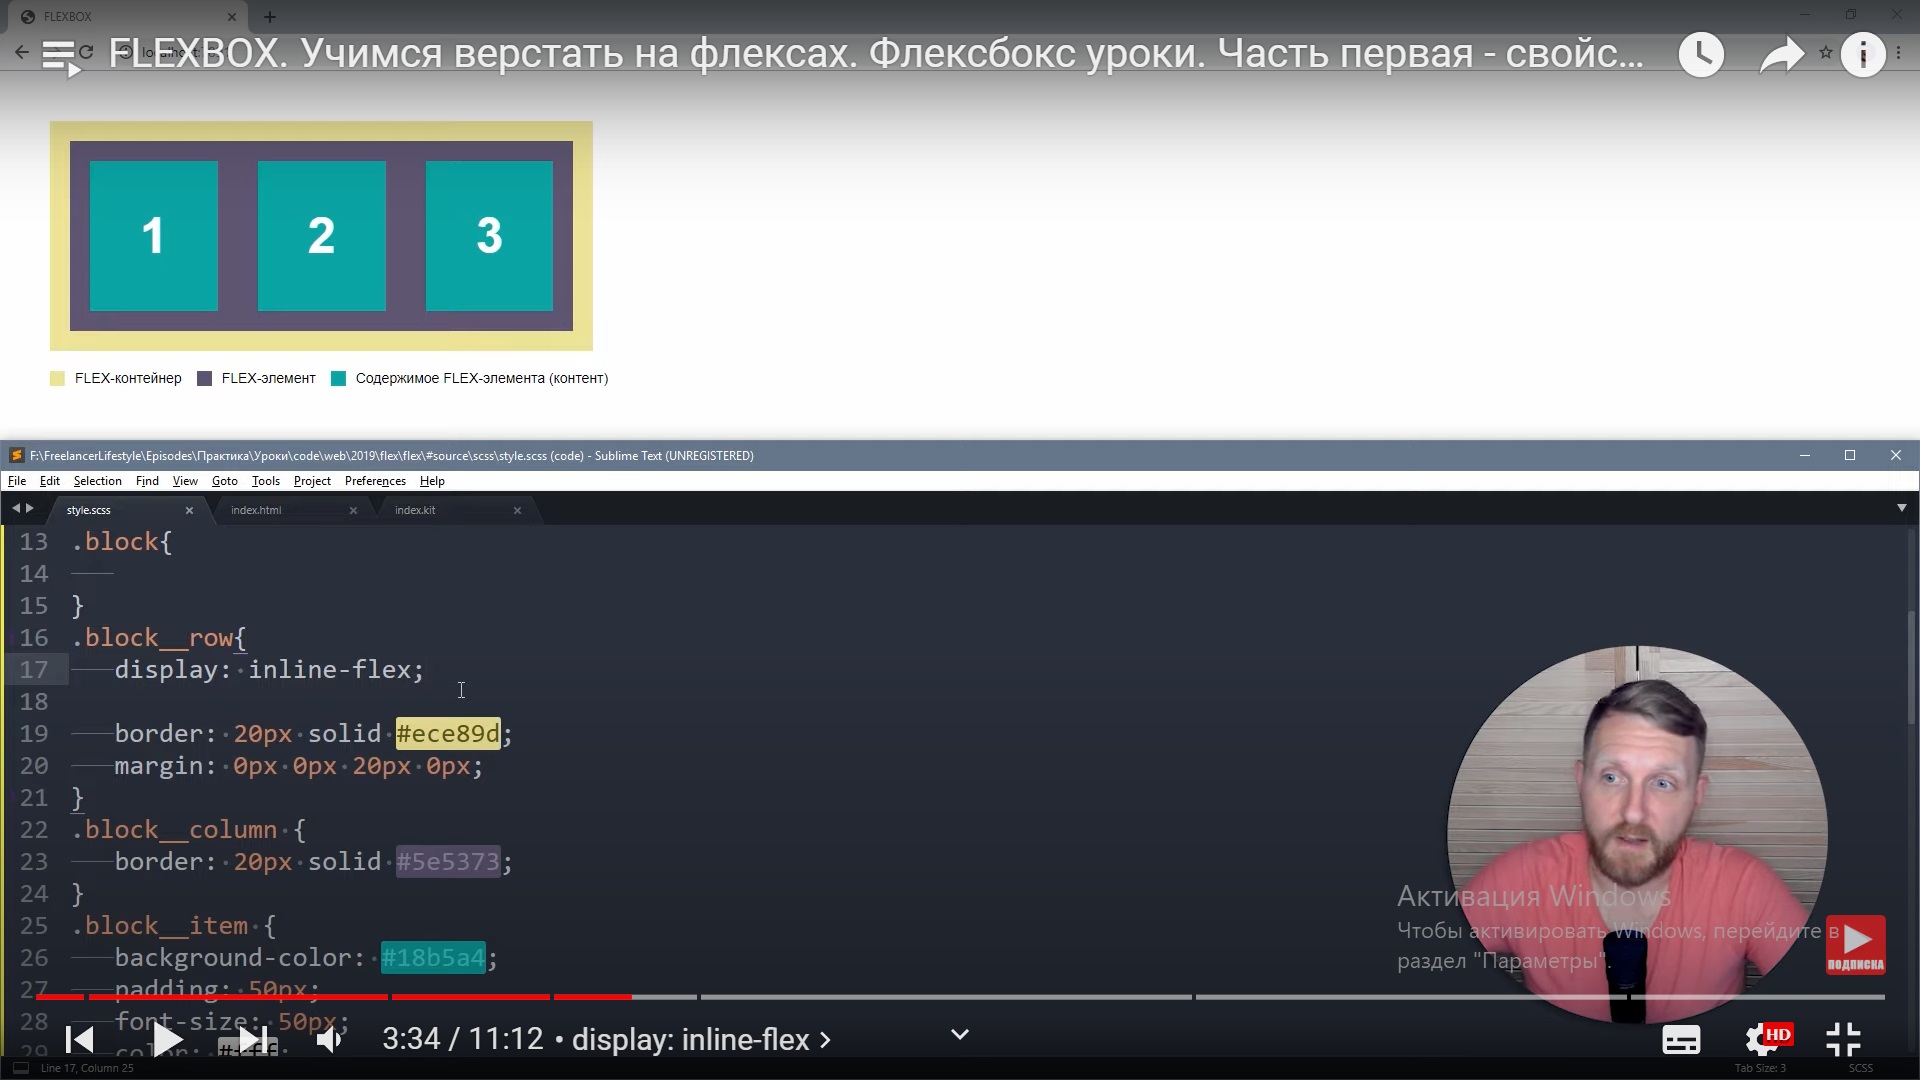 FLEXBOX
FLEXBOX. Учимся верстать на флексах. Флексбокс уроки. Часть первая - свойс...
1
2
3
FLEX-контейнер
FLEX-элемент
Содержимое FLEX-элемента (контент)
F:\FreelancerLifestyle\Episodes\Практика\Уроки\code\web\2019\flex\flex\#source\scss\style.scss (code) - Sublime Text (UNREGISTERED)
File Edit Selection Find View Goto Tools Project Preferences Help
style.scss
index.html
index.kit
13 .block{
14
15 }
16 .block__row{
17 display: inline-flex;
18
19 border: 20px solid #ece89d;
20 margin: 0px 0px 20px 0px;
21 }
22 .block__column {
23 border: 20px solid #5e5373;
24 }
25 .block__item {
26 background-color: #18b5a4;
27 padding: 50px;
28 font-size: 50px;
29 color: #fff;
Активация Windows
Чтобы активировать Windows, перейдите в
раздел "Параметры".
ПОДПИСКА
3:34 / 11:12 • display: inline-flex
HD
Line 17, Column 25
Tab Size: 3
SCSS